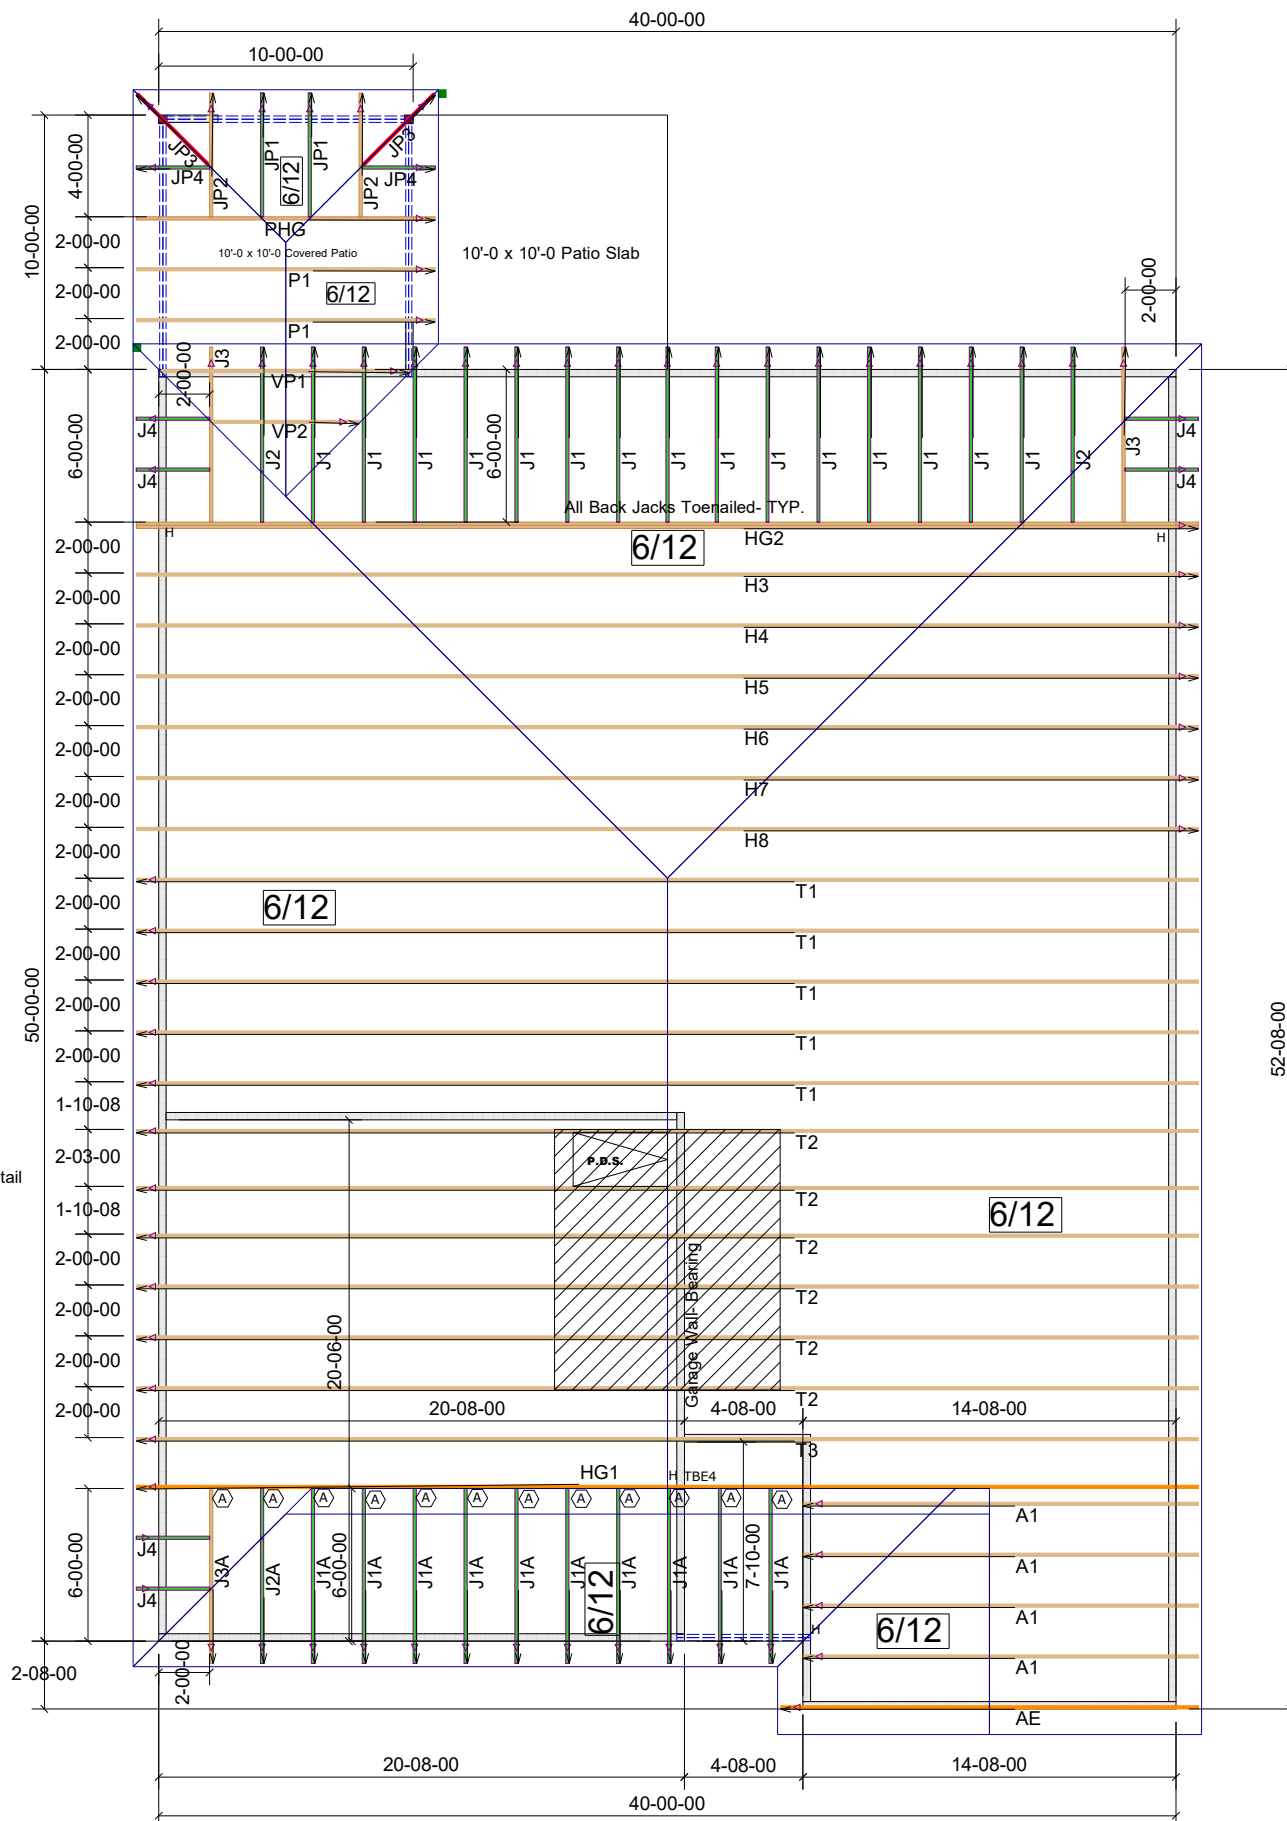 40-00-00
10-00-00
JP3
JP4
JP2
JP1
6/12
JP1
JP2
JP3
JP4
4-00-00
10-00-00
PHG
2-00-00
10'-0 x 10'-0 Covered Patio
10'-0 x 10'-0 Patio Slab
P1
6/12
2-00-00
2-00-00
P1
2-00-00
2-00-00
J3
VP1
VP2
6-00-00
J4
J4
J2
J1
J1
J1
J1
6-00-00
J1
J1
J1
J1
J1
J1
J1
J1
J1
J1
J1
J2
J3
J4
J4
All Back Jacks Toenailed- TYP.
H
6/12
HG2
H
2-00-00
H3
2-00-00
H4
2-00-00
H5
2-00-00
H6
2-00-00
H7
2-00-00
H8
2-00-00
6/12
T1
2-00-00
T1
2-00-00
T1
2-00-00
T1
2-00-00
T1
50-00-00
52-08-00
1-10-08
T2
2-03-00
P.D.S.
tail
T2
1-10-08
6/12
T2
2-00-00
T2
2-00-00
T2
2-00-00
T2
2-00-00
20-06-00
Garage Wall- Bearing
20-08-00
4-08-00
14-08-00
T3
HG1
H
TBE4
A
A
A
A
A
A
A
A
A
A
A
A
6-00-00
J4
J4
J3A
J2A
J1A
6-00-00
J1A
J1A
J1A
J1A
J1A
6/12
J1A
J1A
J1A
7-10-00
J1A
A1
A1
A1
H
6/12
A1
AE
2-08-00
2-00-00
20-08-00
4-08-00
14-08-00
40-00-00